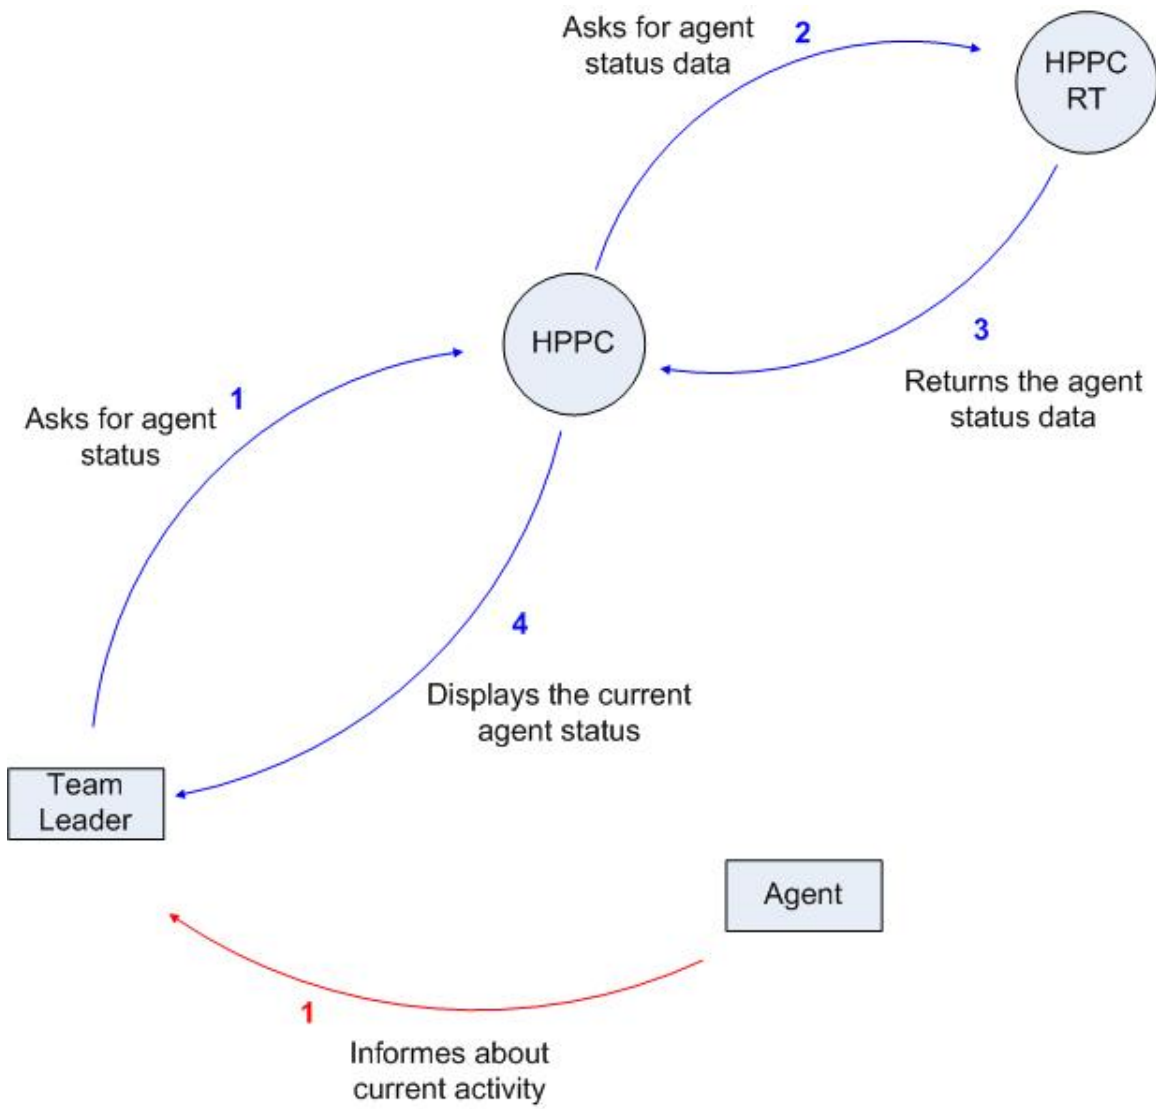 Asks for agent
status data
2
HPPC
RT
HPPC
3
Returns the agent
status data
1
Asks for agent
status
4
Displays the current
agent status
Team
Leader
Agent
1
Informes about
current activity